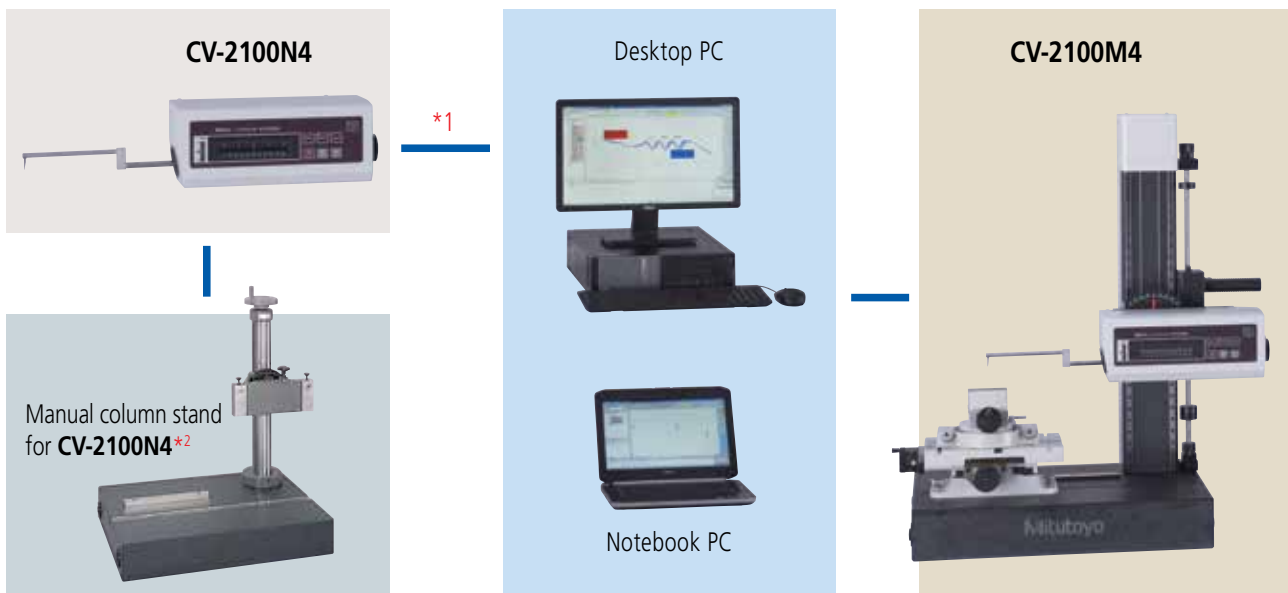 CV-2100N4
*1
Desktop PC
CV-2100M4
Manual column stand
for CV-2100N4*2
Notebook PC
Mitutoyo